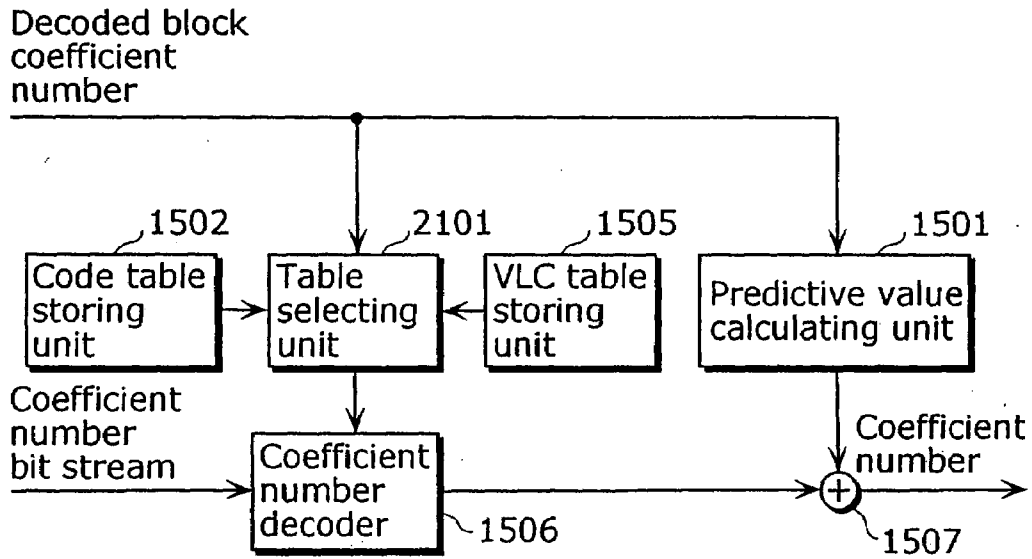 Decoded block
coefficient
number
1502
2101
1505
1501
Code table
storing
unit
Table
selecting
unit
VLC table
storing
unit
Predictive value
calculating unit
Coefficient
number
bit stream
Coefficient
number
decoder
1506
Coefficient
number
+
1507